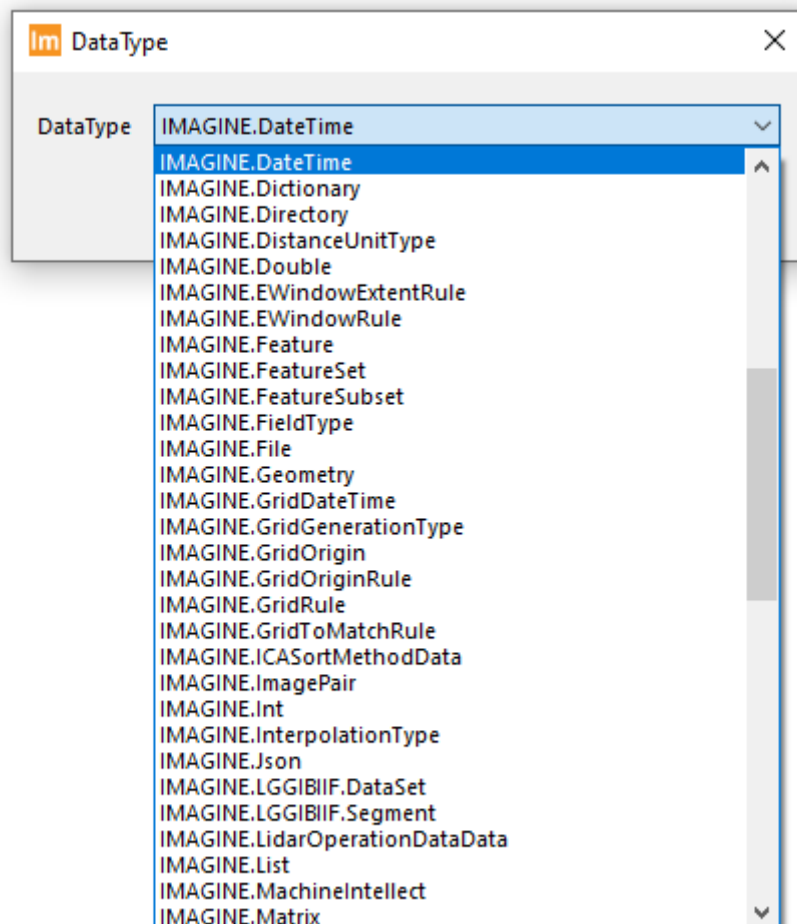 Im DataType
DataType IMAGINE.DateTime
IMAGINE.DateTime
IMAGINE.Dictionary
IMAGINE.Directory
IMAGINE.DistanceUnitType
IMAGINE.Double
IMAGINE.EWindowExtentRule
IMAGINE.EWindowRule
IMAGINE.Feature
IMAGINE.FeatureSet
IMAGINE.FeatureSubset
IMAGINE.FieldType
IMAGINE.File
IMAGINE.Geometry
IMAGINE.GridDateTime
IMAGINE.GridGenerationType
IMAGINE.GridOrigin
IMAGINE.GridOriginRule
IMAGINE.GridRule
IMAGINE.GridToMatchRule
IMAGINE.ICASortMethodData
IMAGINE.ImagePair
IMAGINE.Int
IMAGINE.InterpolationType
IMAGINE.Json
IMAGINE.LGGIBIIF.DataSet
IMAGINE.LGGIBIIF.Segment
IMAGINE.LidarOperationDataData
IMAGINE.List
IMAGINE.MachineIntellect
IMAGINE.Matrix